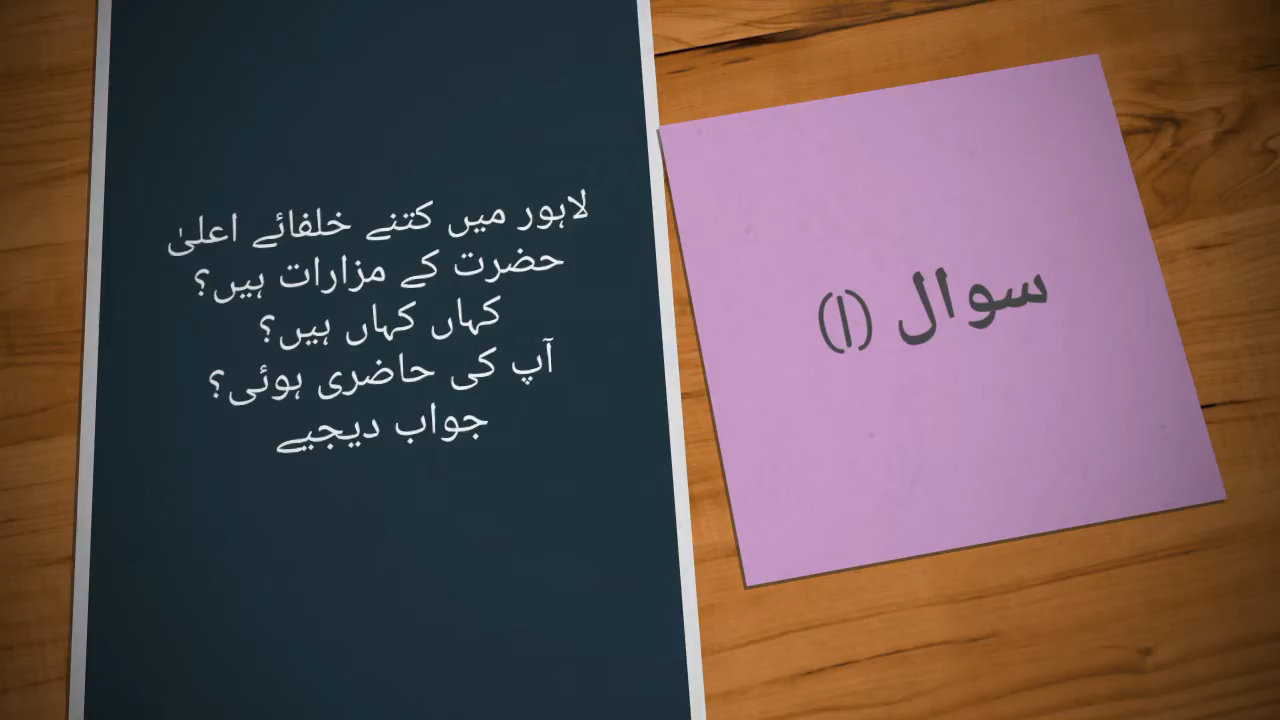 سوال (ا)
لاہور میں کتنے خلفائے اعلیٰ
حضرت کے مزارات ہیں؟
کہاں کہاں ہیں؟
آپ کی حاضری ہوئی؟
جواب دیجیے